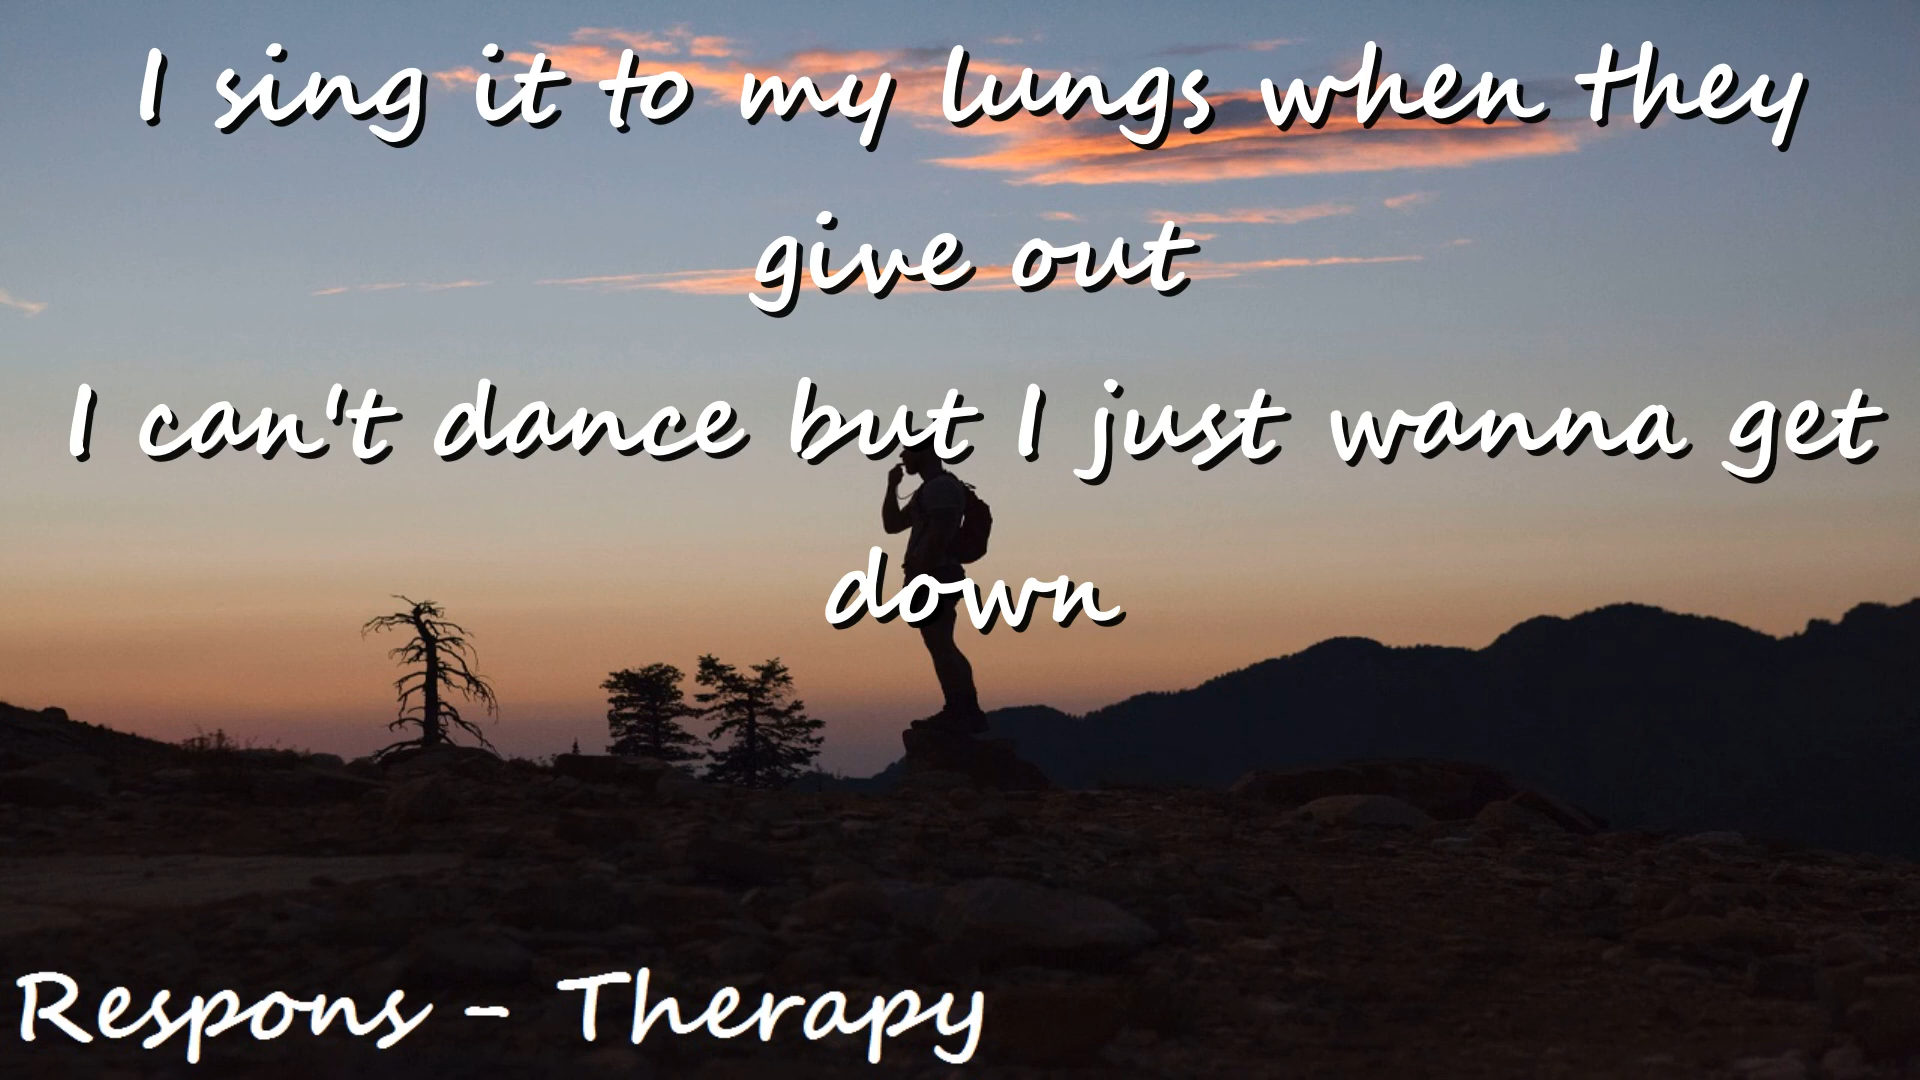 I sing it to my lungs when they
give out
I can't dance but I just wanna get
down
Respons - Therapy